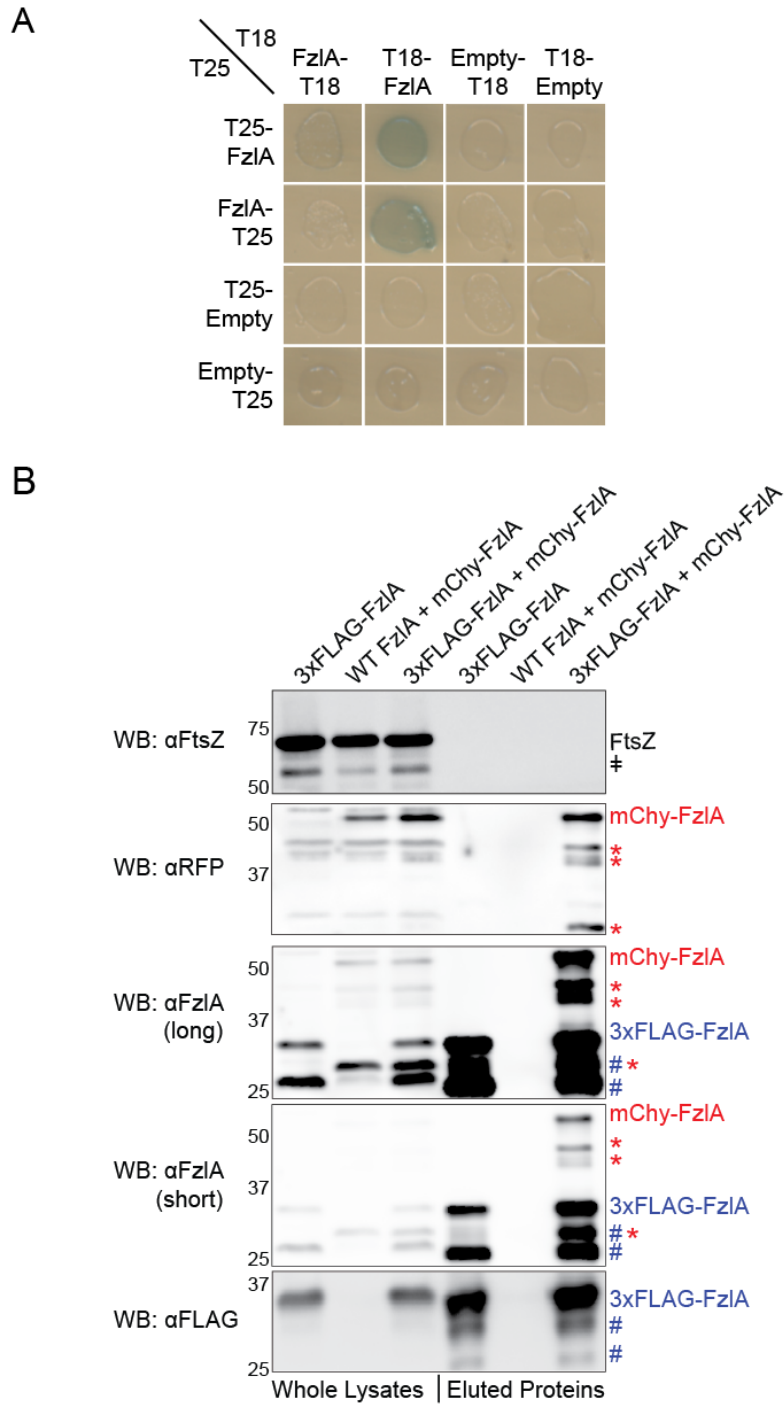 A
T18
T25
FzlA-
T18
T18-
FzlA
Empty-
T18
T18-
Empty
T25-
FzlA
FzlA-
T25
T25-
Empty
Empty-
T25
B
3xFLAG-FzlA
WT FzlA + mChy-FzlA
3xFLAG-FzlA + mChy-FzlA
3xFLAG-FzlA
WT FzlA + mChy-FzlA
3xFLAG-FzlA + mChy-FzlA
WB: αFtsZ
75
50
FtsZ
ǂ
WB: αRFP
50
37
mChy-FzlA
*
*
*
WB: αFzlA
(long)
50
37
25
mChy-FzlA
*
*
3xFLAG-FzlA
# *
#
WB: αFzlA
(short)
50
37
25
mChy-FzlA
*
*
3xFLAG-FzlA
# *
#
WB: αFLAG
37
25
3xFLAG-FzlA
#
#
Whole Lysates | Eluted Proteins